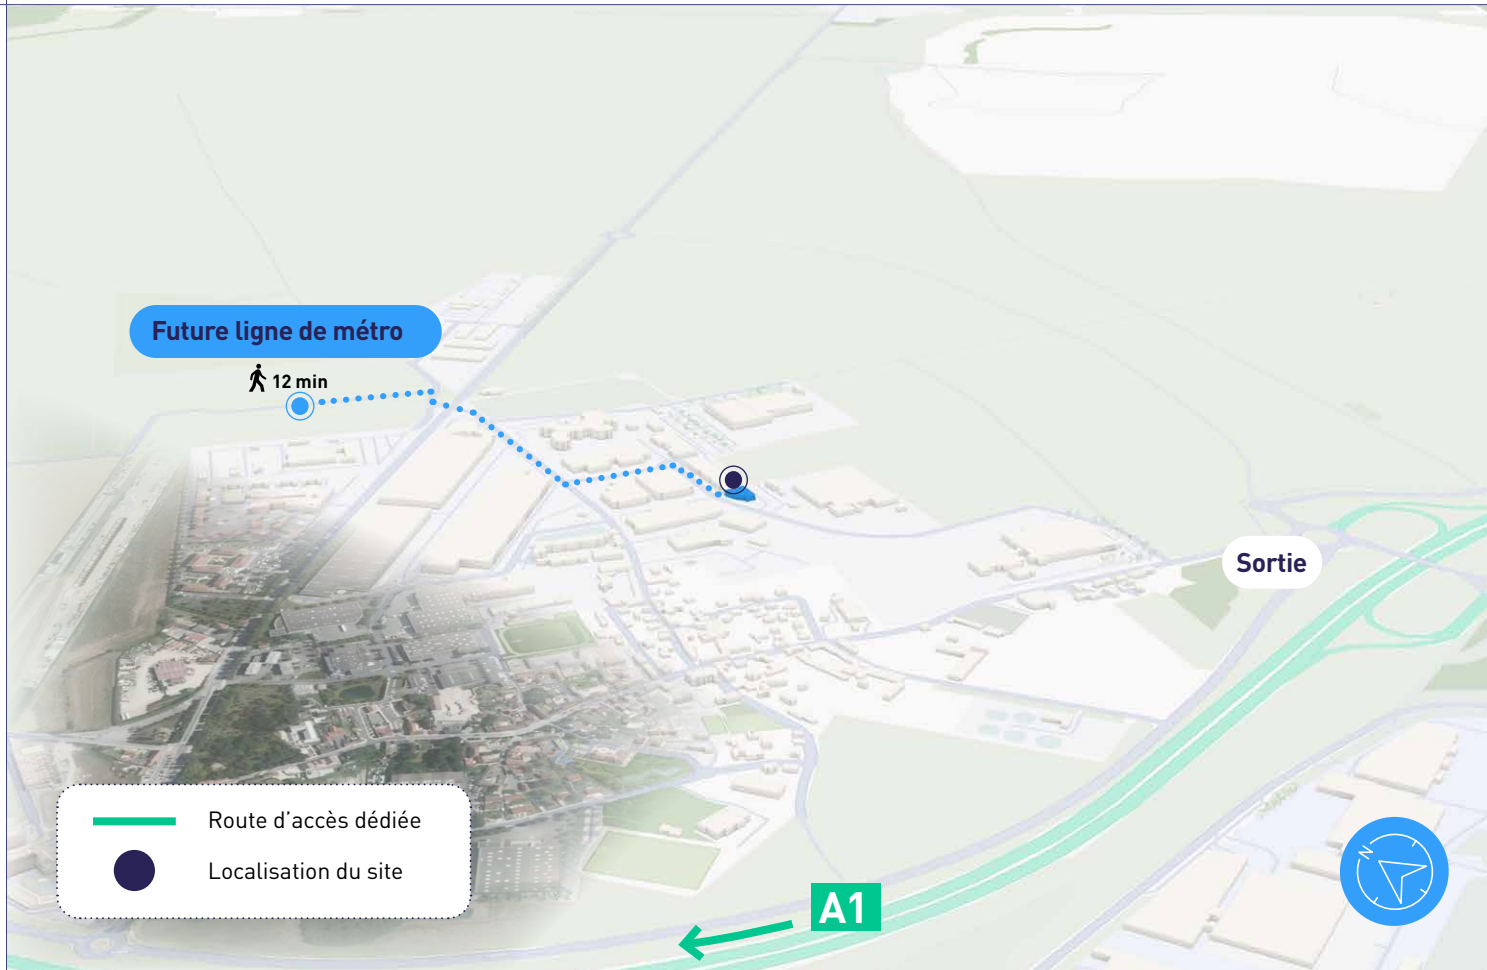 Future ligne de métro
12 min
Sortie
Route d'accès dédiée
Localisation du site
N
A1